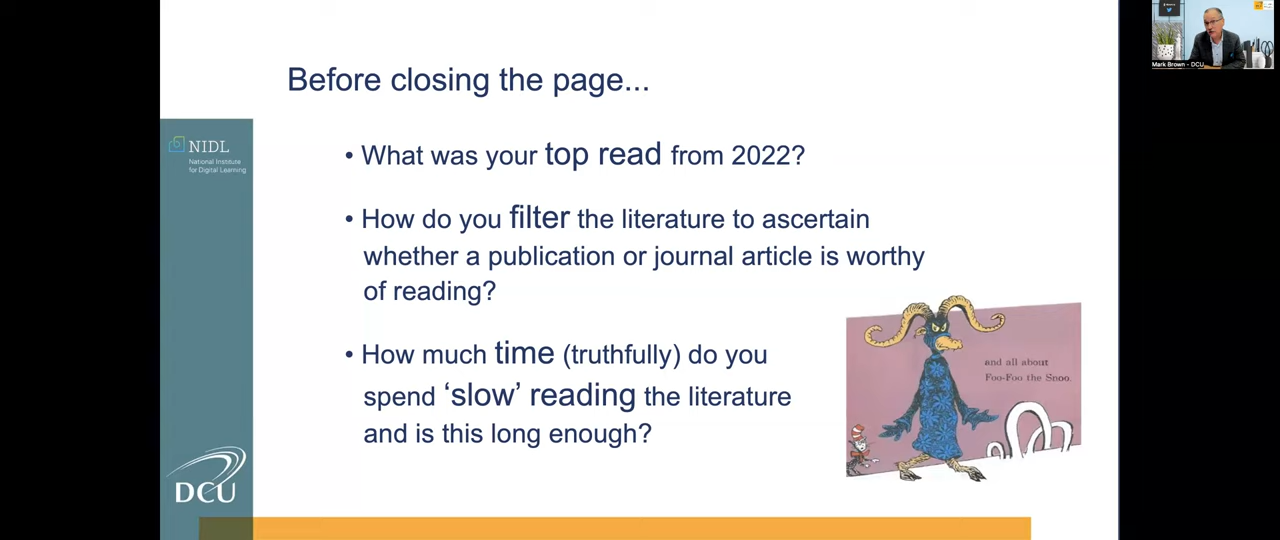 Before closing the page...
NIDL
National Institute
for Digital Learning
• What was your top read from 2022?
• How do you filter the literature to ascertain
whether a publication or journal article is worthy
of reading?
• How much time (truthfully) do you
spend ‘slow’ reading the literature
and is this long enough?
and all about
Foo-Foo the Snoo.
DCU
Mark Brown - DCU